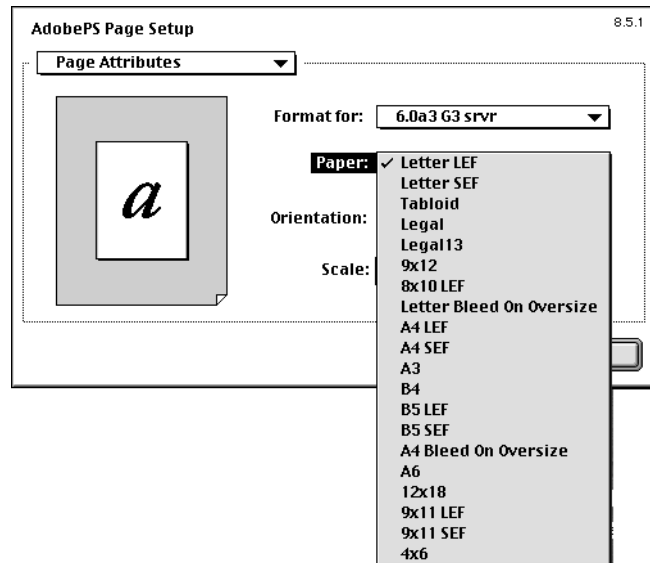 AdobePS Page Setup
8.5.1
Page Attributes
Format for: 6.0a3 G3 srvr
Paper: ✓ Letter LEF
Letter SEF
Tabloid
Orientation:
Legal
Legal13
Scale:
9x12
8x10 LEF
Letter Bleed On Oversize
A4 LEF
A4 SEF
A3
B4
B5 LEF
B5 SEF
A4 Bleed On Oversize
A6
12x18
9x11 LEF
9x11 SEF
4x6
a